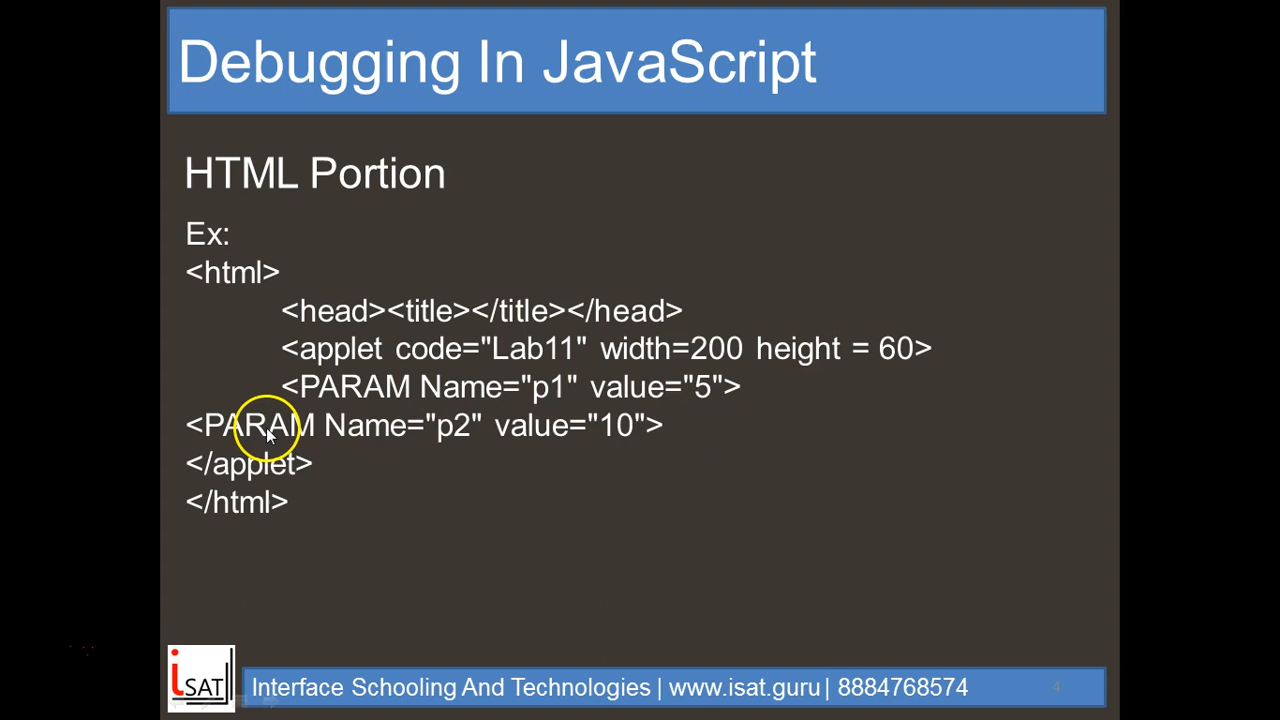 Debugging In JavaScript
HTML Portion
Ex:
<html>
<head><title></title></head>
<applet code="Lab11" width=200 height = 60>
<PARAM Name="p1" value="5">
<PARAM Name="p2" value="10">
</applet>
</html>
iSAT
Interface Schooling And Technologies | www.isat.guru | 8884768574
4